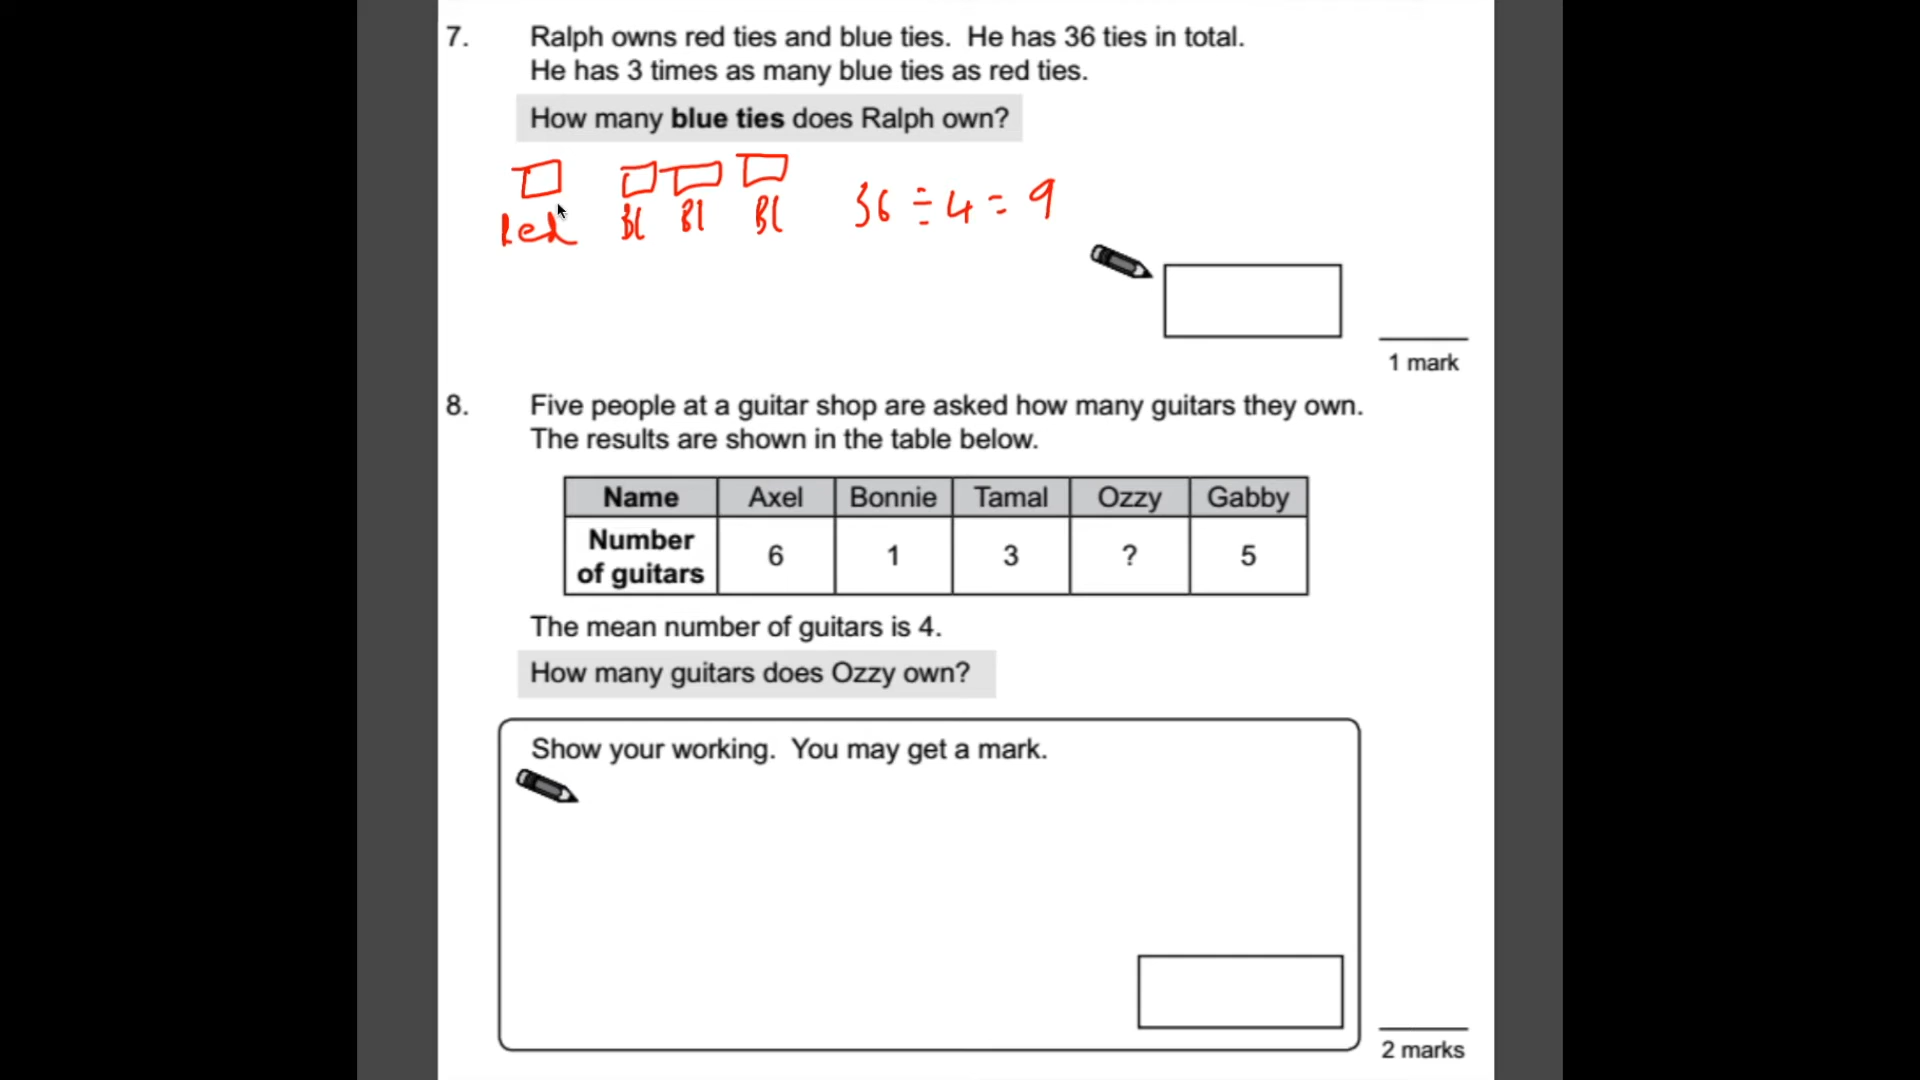 7. Ralph owns red ties and blue ties. He has 36 ties in total.
He has 3 times as many blue ties as red ties.
How many blue ties does Ralph own?
Red Bl Bl Bl 36 ÷ 4 = 9
1 mark
8. Five people at a guitar shop are asked how many guitars they own.
The results are shown in the table below.
Name Axel Bonnie Tamal Ozzy Gabby
Number of guitars 6 1 3 ? 5
The mean number of guitars is 4.
How many guitars does Ozzy own?
Show your working. You may get a mark.
2 marks